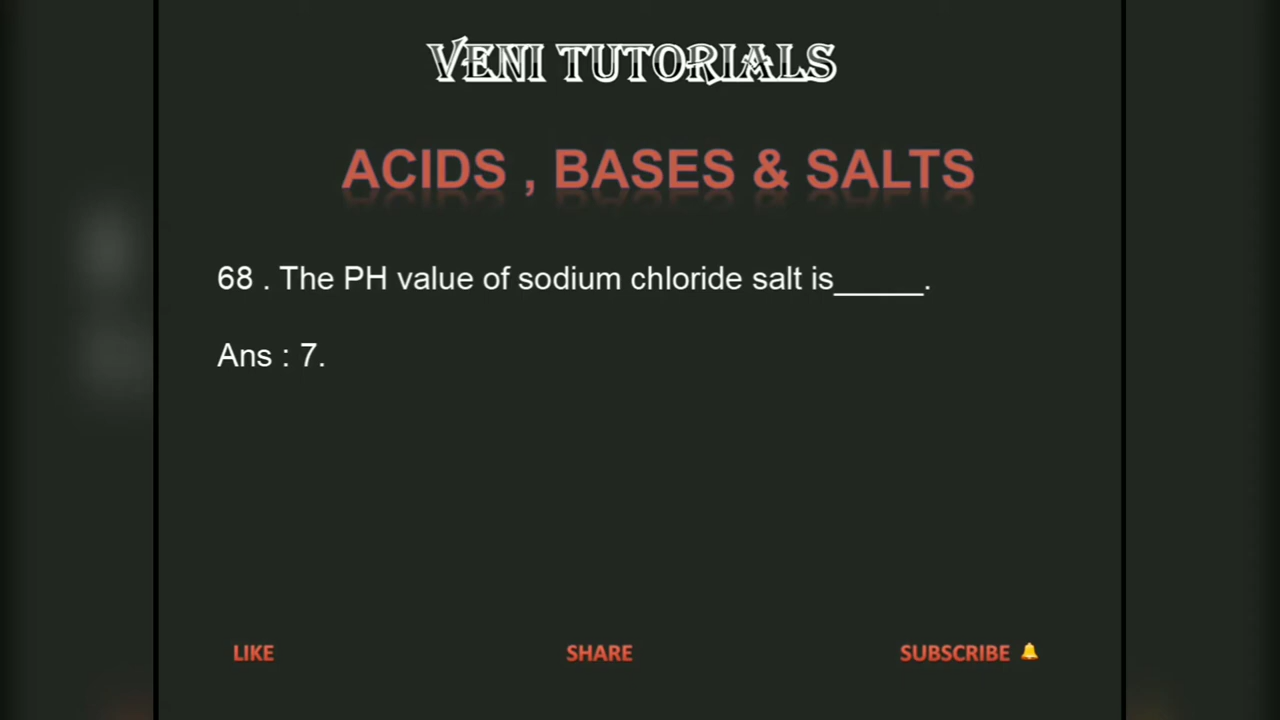 VENI TUTORIALS
ACIDS , BASES & SALTS
68 . The PH value of sodium chloride salt is_____.
Ans : 7.
LIKE SHARE SUBSCRIBE 🔔